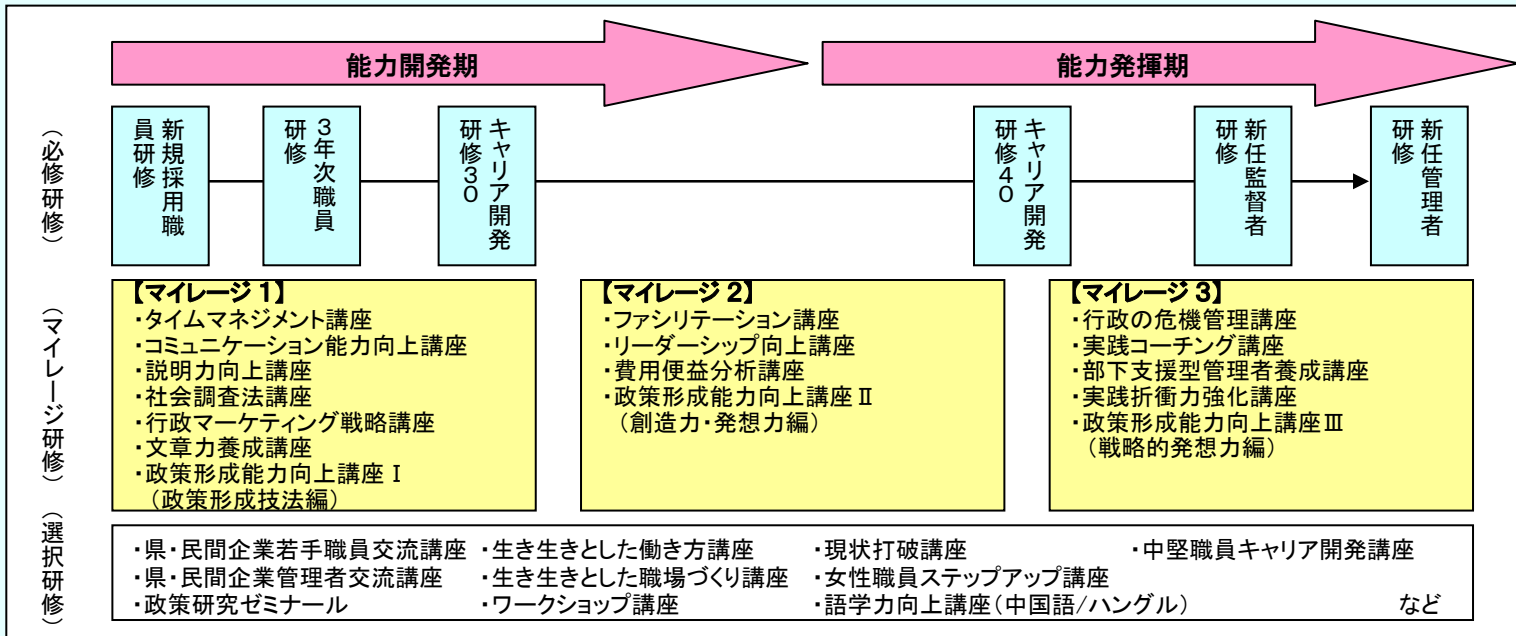 能力開発期
能力発揮期
（必修研修）
新規採用職
員研修
３年次職員
研修
キャリア開発
研修３０
キャリア開発
研修４０
新任監督者
研修
新任管理者
研修
（マイレージ研修）
【マイレージ 1】
・タイムマネジメント講座
・コミュニケーション能力向上講座
・説明力向上講座
・社会調査法講座
・行政マーケティング戦略講座
・文章力養成講座
・政策形成能力向上講座Ⅰ
（政策形成技法編）
【マイレージ 2】
・ファシリテーション講座
・リーダーシップ向上講座
・費用便益分析講座
・政策形成能力向上講座Ⅱ
（創造力・発想力編）
【マイレージ 3】
・行政の危機管理講座
・実践コーチング講座
・部下支援型管理者養成講座
・実践折衝力強化講座
・政策形成能力向上講座Ⅲ
（戦略的発想力編）
（選択研修）
・県・民間企業若手職員交流講座 ・生き生きとした働き方講座 ・現状打破講座 ・中堅職員キャリア開発講座
・県・民間企業管理者交流講座 ・生き生きとした職場づくり講座 ・女性職員ステップアップ講座
・政策研究ゼミナール ・ワークショップ講座 ・語学力向上講座（中国語/ハングル） など